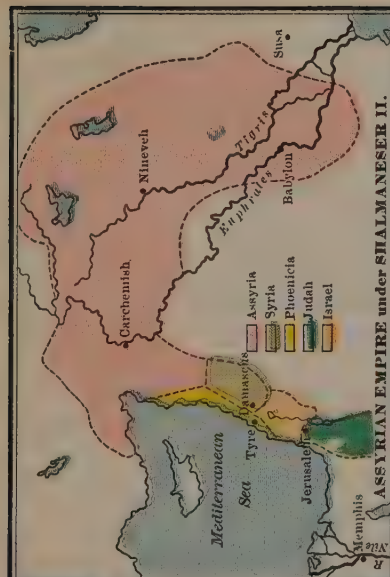 ASSYRIAN EMPIRE under SHALMANESER II.
Mediterranean
Sea
Carchemish
Nineveh
Tigris
Euphrates
Babylon
Susa
Damascus
Tyre
Jerusalem
Memphis
R
Nile
Assyria
Syria
Phoenicia
Judah
Israel